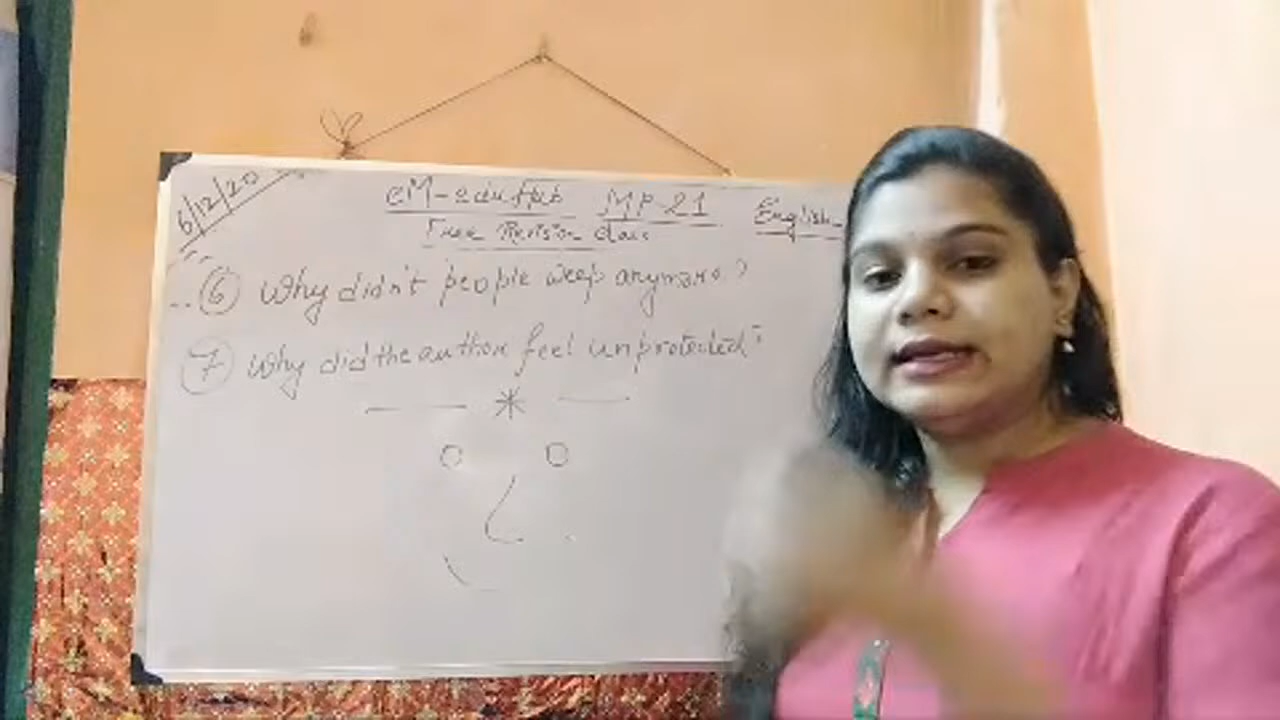 6/12/20
eM-eduHub MP-21 English
Free Revision Class
6 Why didn't people weep anymore?
7 Why did the author feel unprotected?